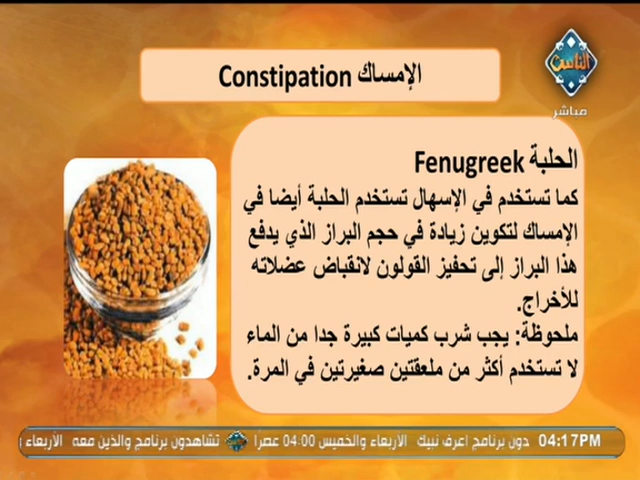 الناس
مباشر
الإمساك Constipation
الحلبة Fenugreek
كما تستخدم في الإسهال تستخدم الحلبة أيضا في
الإمساك لتكوين زيادة في حجم البراز الذي يدفع
هذا البراز إلى تحفيز القولون لانقباض عضلاته
للأخراج.
ملحوظة: يجب شرب كميات كبيرة جدا من الماء
لا تستخدم أكثر من ملعقتين صغيرتين في المرة.
04:17PM دون برنامج اعرف نبيك الأربعاء والخميس 04:00 عصرا تشاهدون برنامج والذين معه الأربعاء